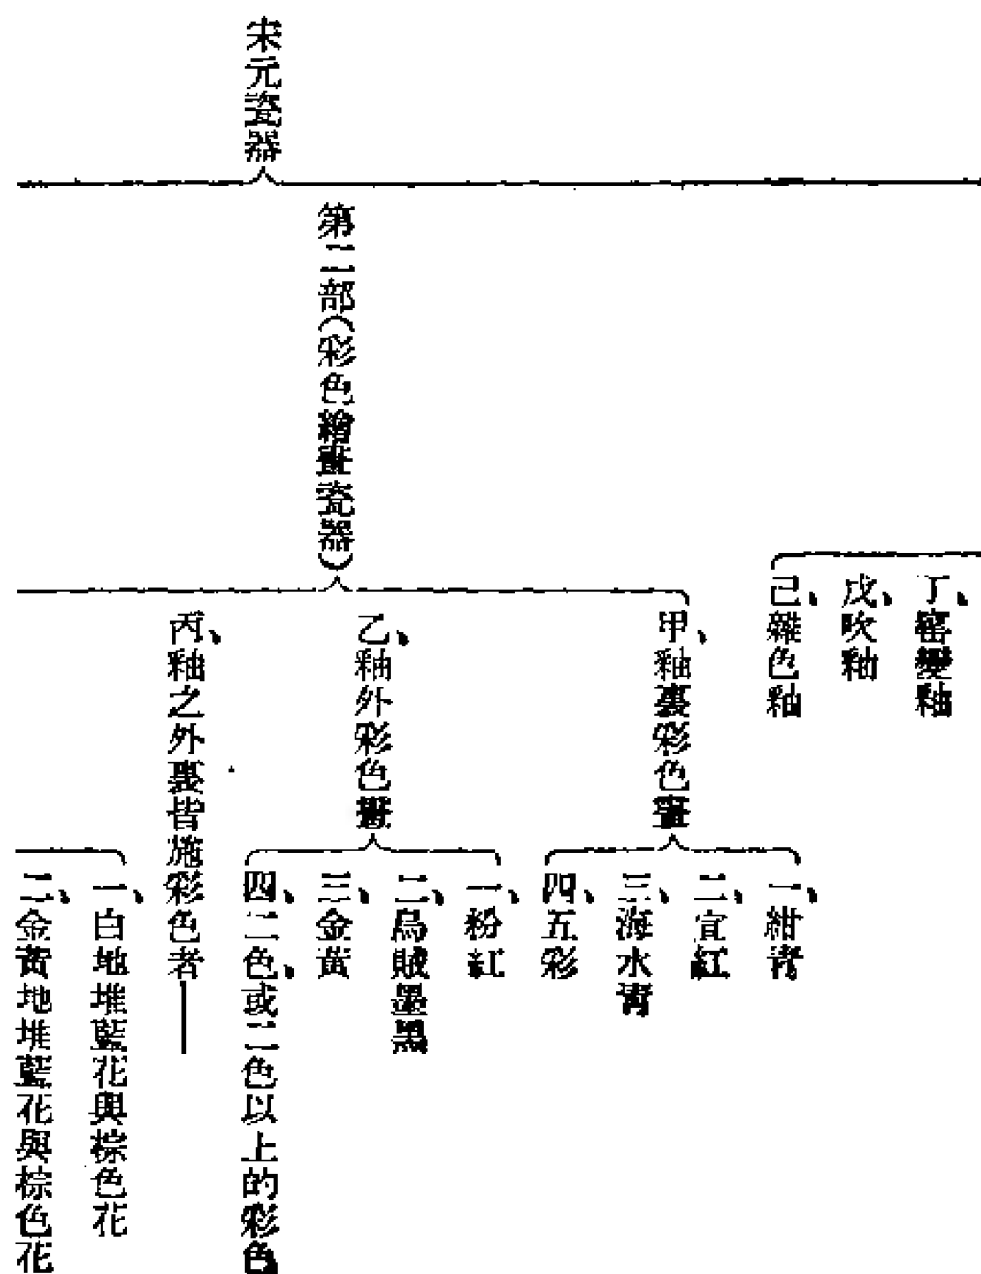 宋元瓷器
丁、窰變釉
戊、吹釉
己、雜色釉
第二部(彩色繪畫瓷器)
甲、釉裏彩色畫
一、紺青
二、宜紅
三、海水青
四、五彩
乙、釉外彩色畫
一、粉紅
二、烏賊墨黑
三、金黃
四、二色、或二色以上的彩色
丙、釉之外裏皆施彩色者
一、白地堆藍花與棕色花
二、金黃地堆藍花與棕色花